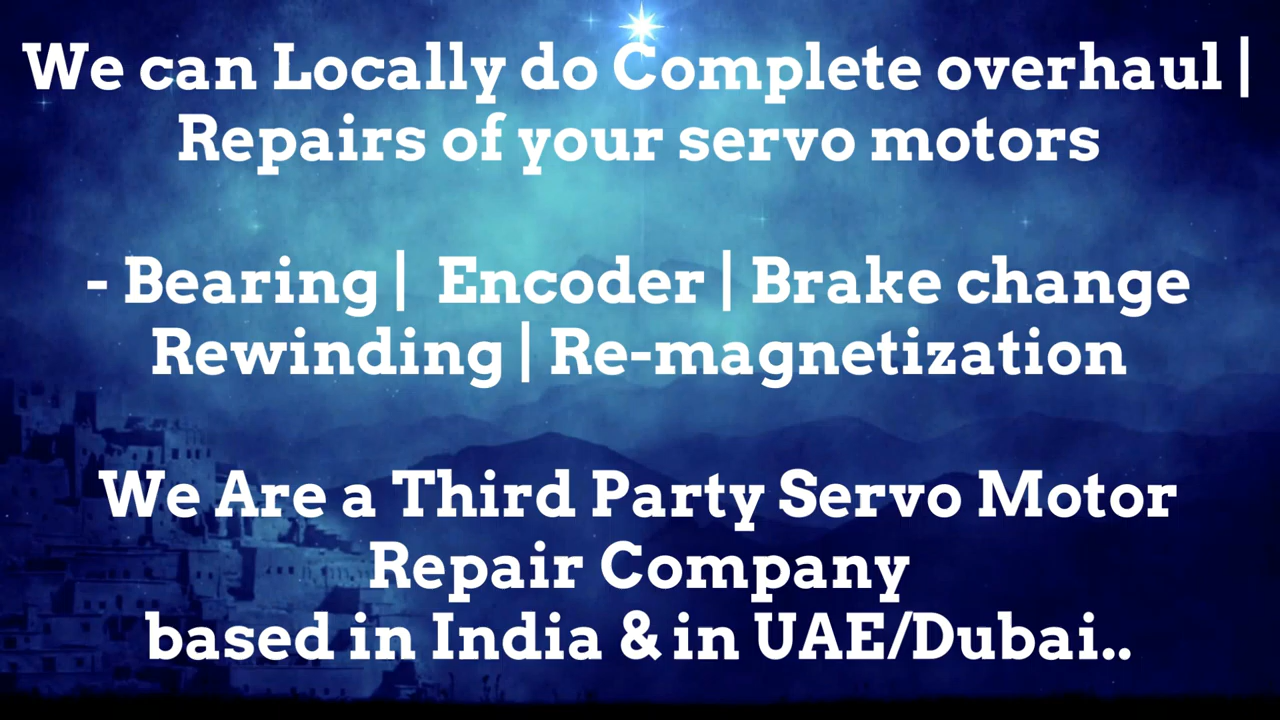 We can Locally do Complete overhaul |
Repairs of your servo motors
- Bearing | Encoder | Brake change
Rewinding | Re-magnetization
We Are a Third Party Servo Motor
Repair Company
based in India & in UAE/Dubai..